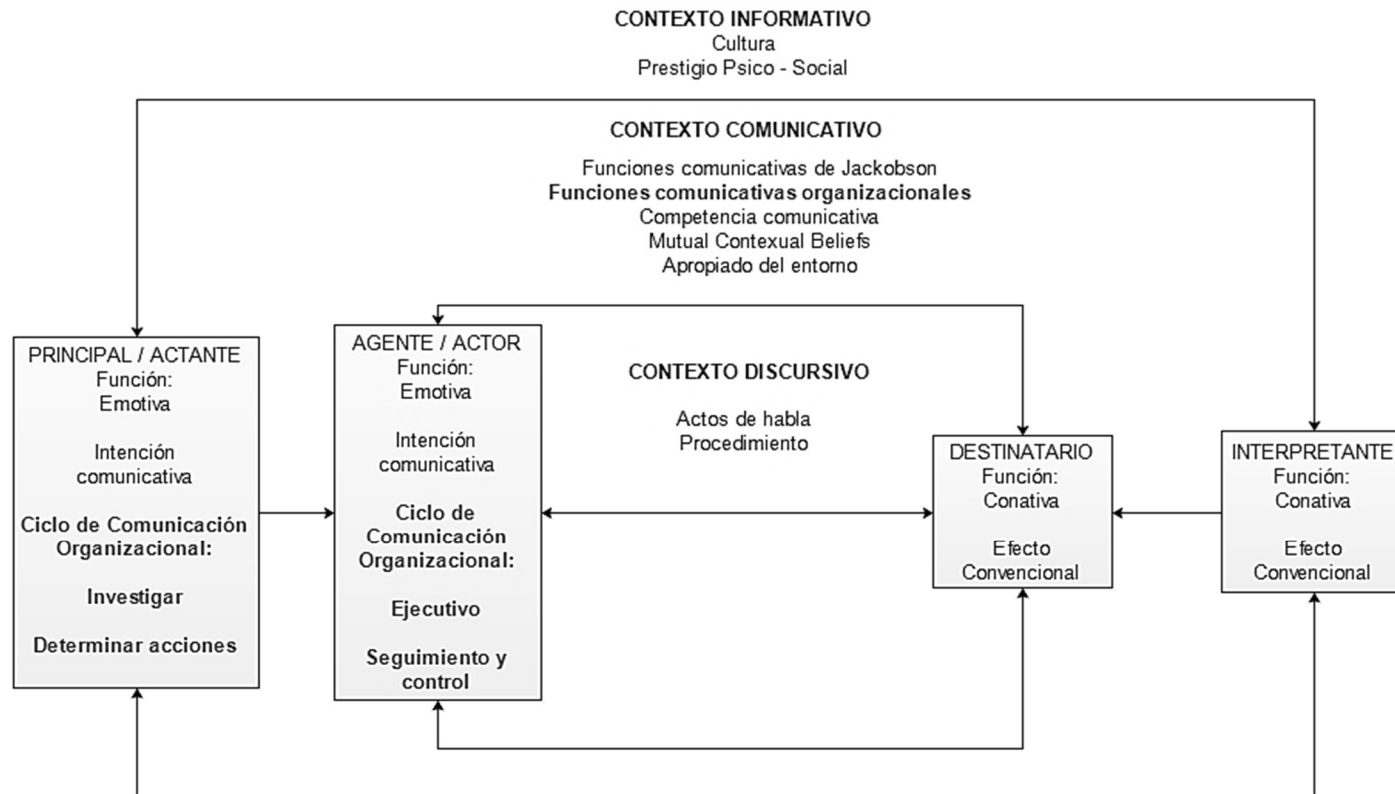 CONTEXTO INFORMATIVO
Cultura
Prestigio Psico - Social
CONTEXTO COMUNICATIVO
Funciones comunicativas de Jackobson
Funciones comunicativas organizacionales
Competencia comunicativa
Mutual Contexual Beliefs
Apropiado del entorno
PRINCIPAL / ACTANTE
Función:
Emotiva
Intención
comunicativa
Ciclo de Comunicación
Organizacional:
Investigar
Determinar acciones
AGENTE / ACTOR
Función:
Emotiva
Intención
comunicativa
Ciclo de
Comunicación
Organizacional:
Ejecutivo
Seguimiento y
control
CONTEXTO DISCURSIVO
Actos de habla
Procedimiento
DESTINATARIO
Función:
Conativa
Efecto
Convencional
INTERPRETANTE
Función:
Conativa
Efecto
Convencional